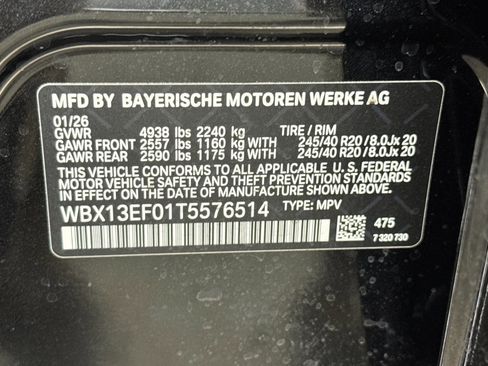 MFD BY BAYERISCHE MOTOREN WERKE AG
01/26
GVWR 4938 lbs 2240 kg TIRE / RIM
GAWR FRONT 2557 lbs 1160 kg WITH 245/40 R20 / 8.0Jx 20
GAWR REAR 2590 lbs 1175 kg WITH 245/40 R20 / 8.0Jx 20
THIS VEHICLE CONFORMS TO ALL APPLICABLE U.S. FEDERAL
MOTOR VEHICLE SAFETY AND THEFT PREVENTION STANDARDS
IN EFFECT ON THE DATE OF MANUFACTURE SHOWN ABOVE.
WBX13EF01T5576514 TYPE: MPV
475
7 320 730